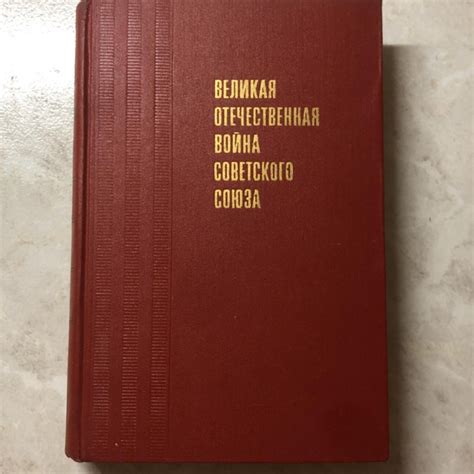 ВЕЛИКАЯ
ОТЕЧЕСТВЕННАЯ
ВОЙНА
СОВЕТСКОГО
СОЮЗА